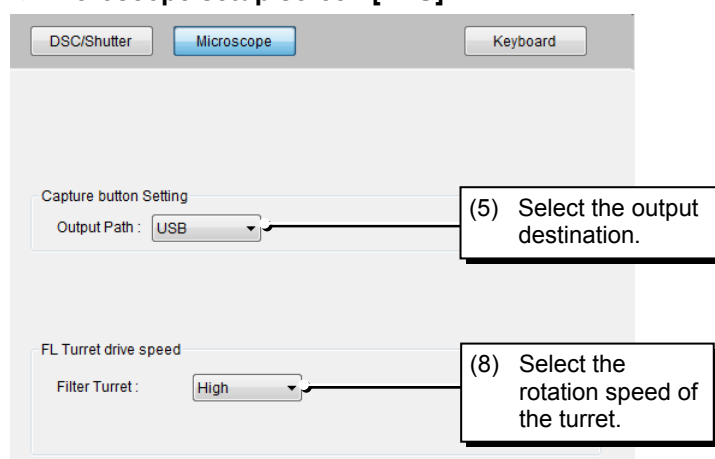 DSC/Shutter Microscope Keyboard
Capture button Setting
Output Path : USB
(5) Select the output
destination.
FL Turret drive speed
Filter Turret : High
(8) Select the
rotation speed of
the turret.